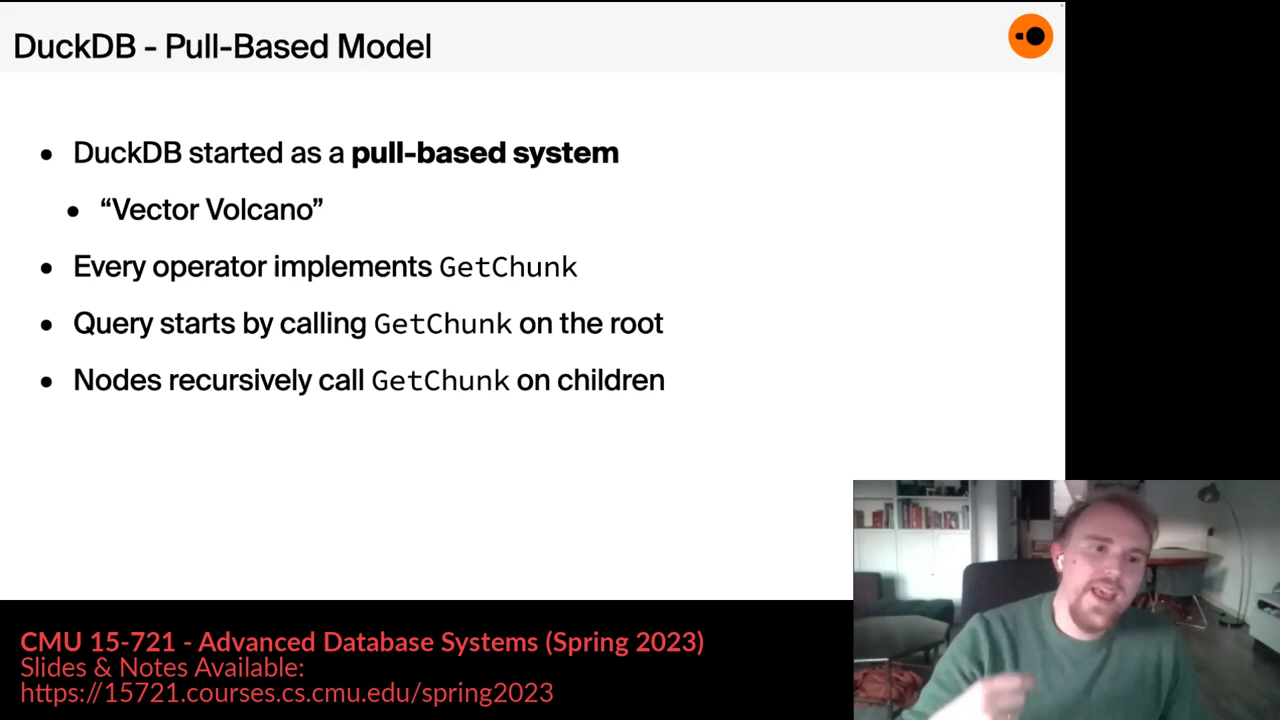 DuckDB - Pull-Based Model
• DuckDB started as a pull-based system
• “Vector Volcano”
• Every operator implements GetChunk
• Query starts by calling GetChunk on the root
• Nodes recursively call GetChunk on children
CMU 15-721 - Advanced Database Systems (Spring 2023)
Slides & Notes Available:
https://15721.courses.cs.cmu.edu/spring2023